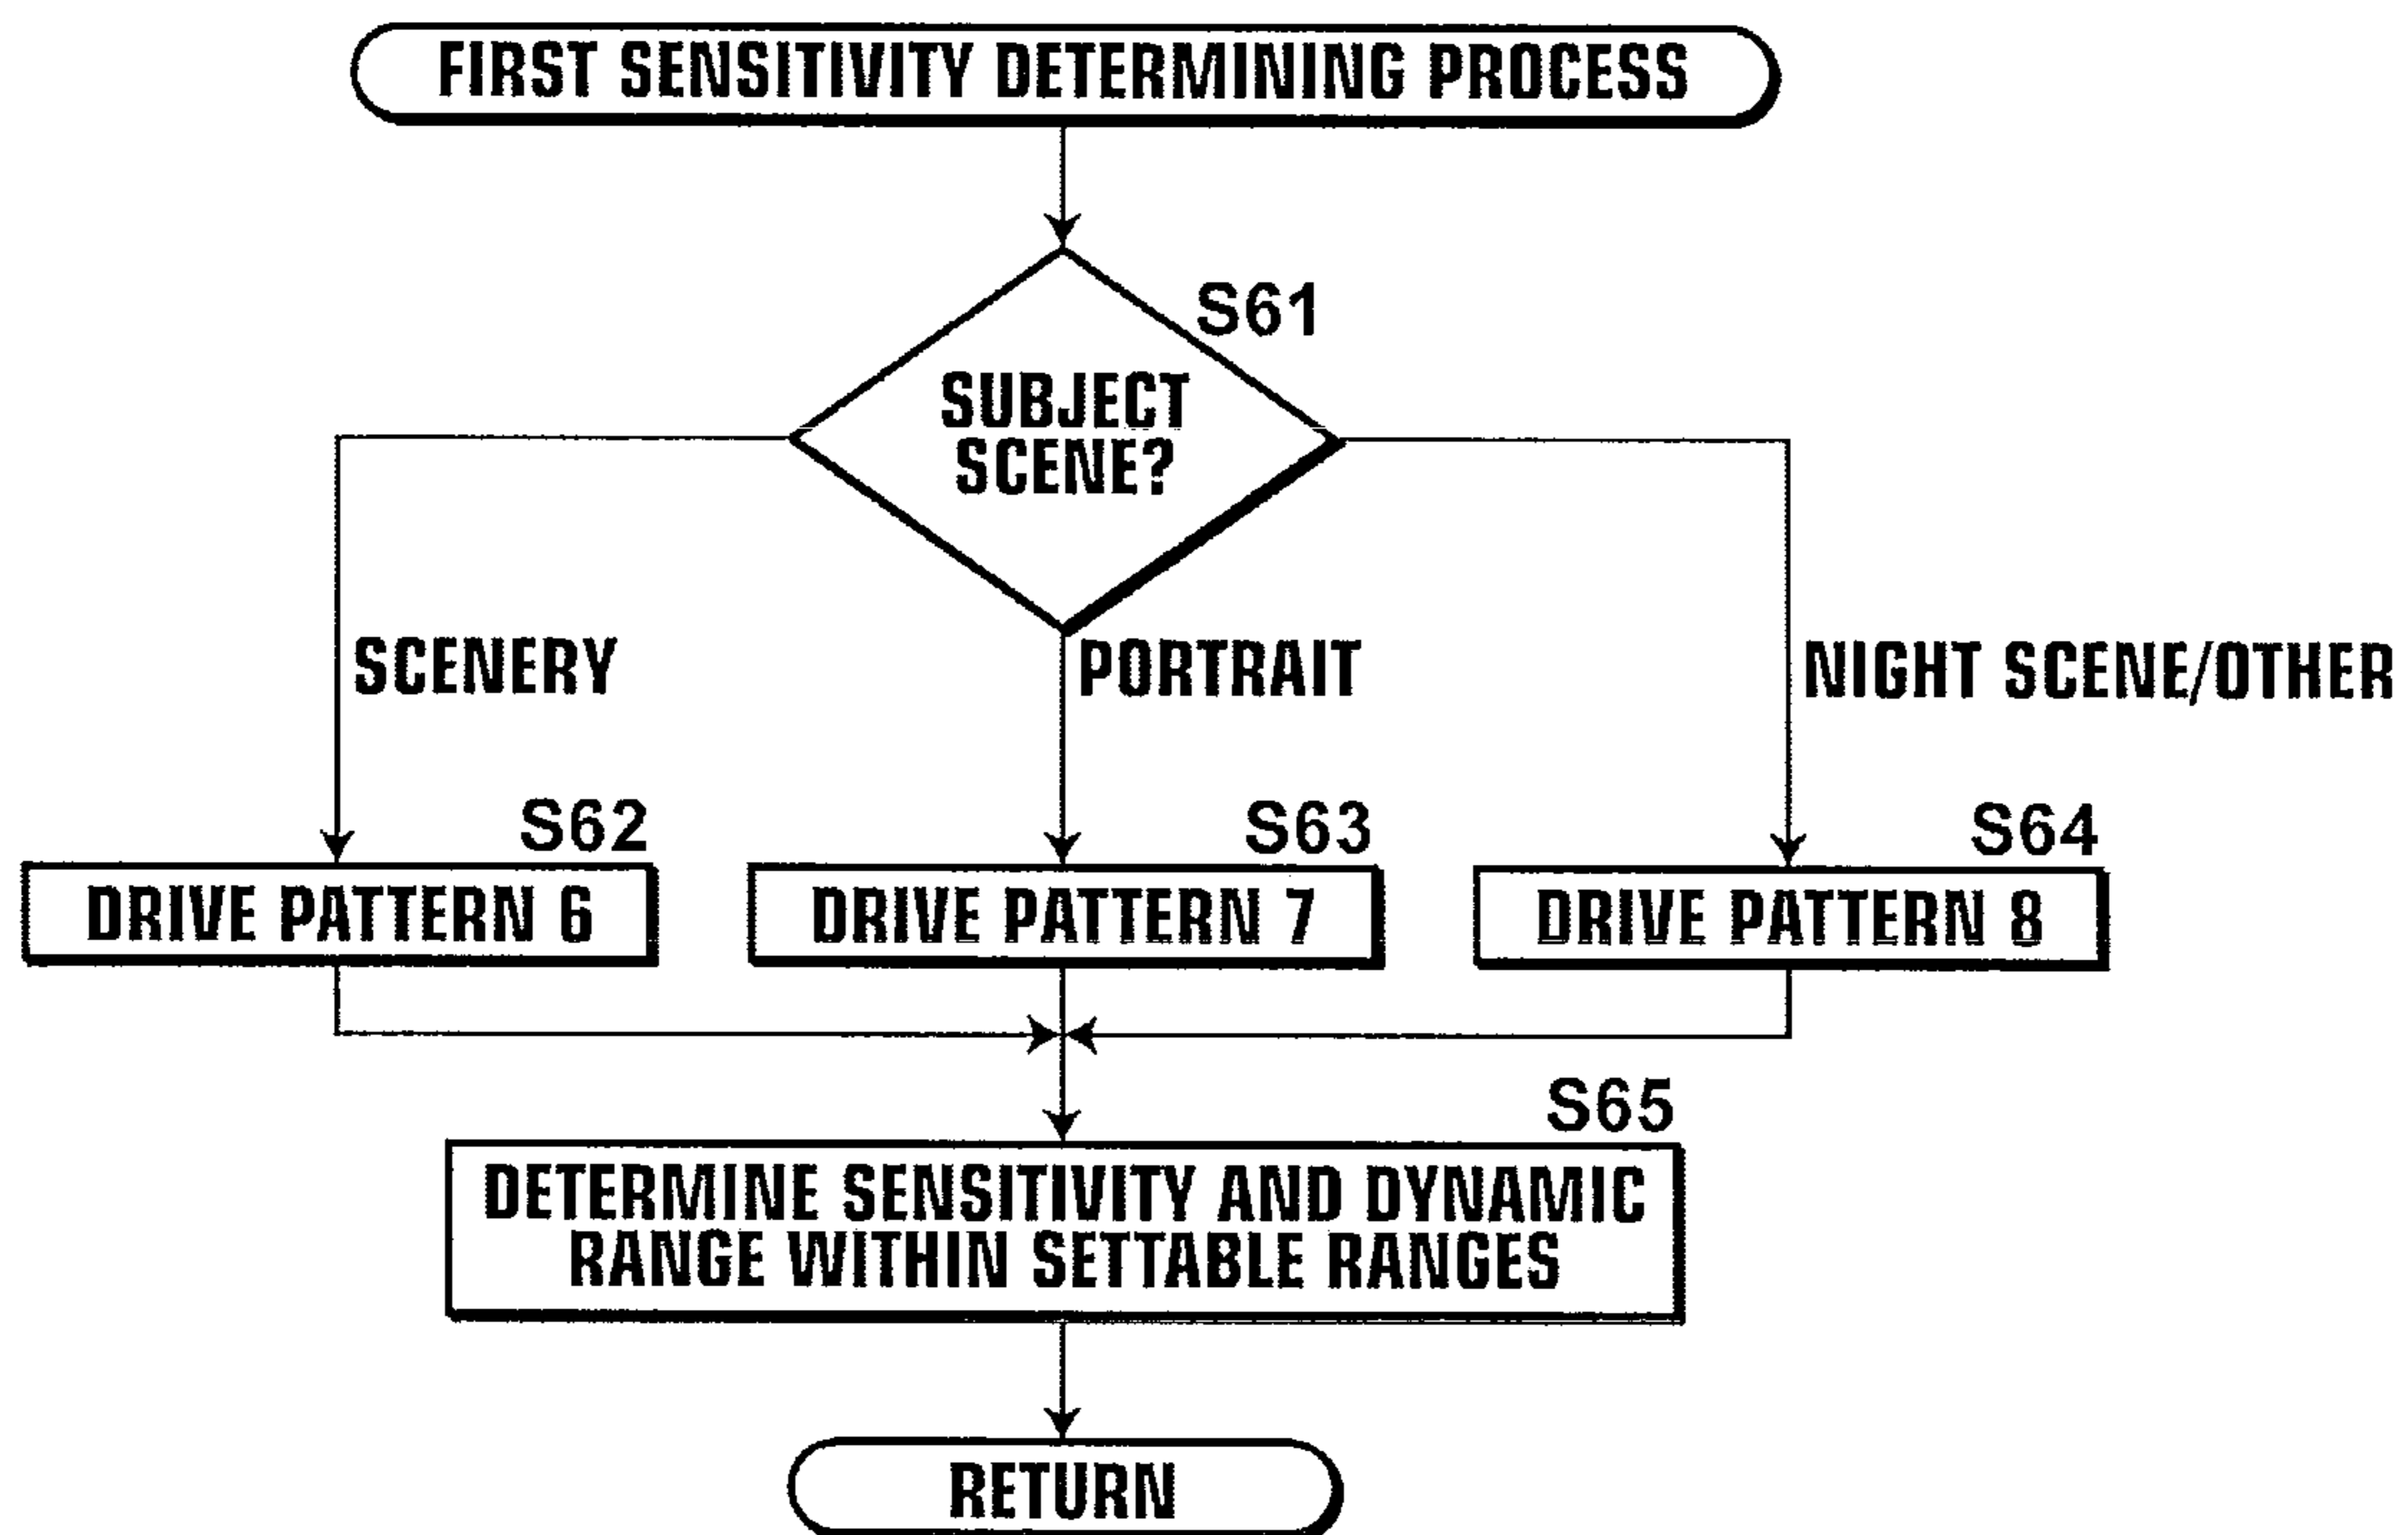 FIRST SENSITIVITY DETERMINING PROCESS
S61
SUBJECT
SCENE?
SCENERY
PORTRAIT
NIGHT SCENE/OTHER
S62
S63
S64
DRIVE PATTERN 6
DRIVE PATTERN 7
DRIVE PATTERN 8
S65
DETERMINE SENSITIVITY AND DYNAMIC
RANGE WITHIN SETTABLE RANGES
RETURN